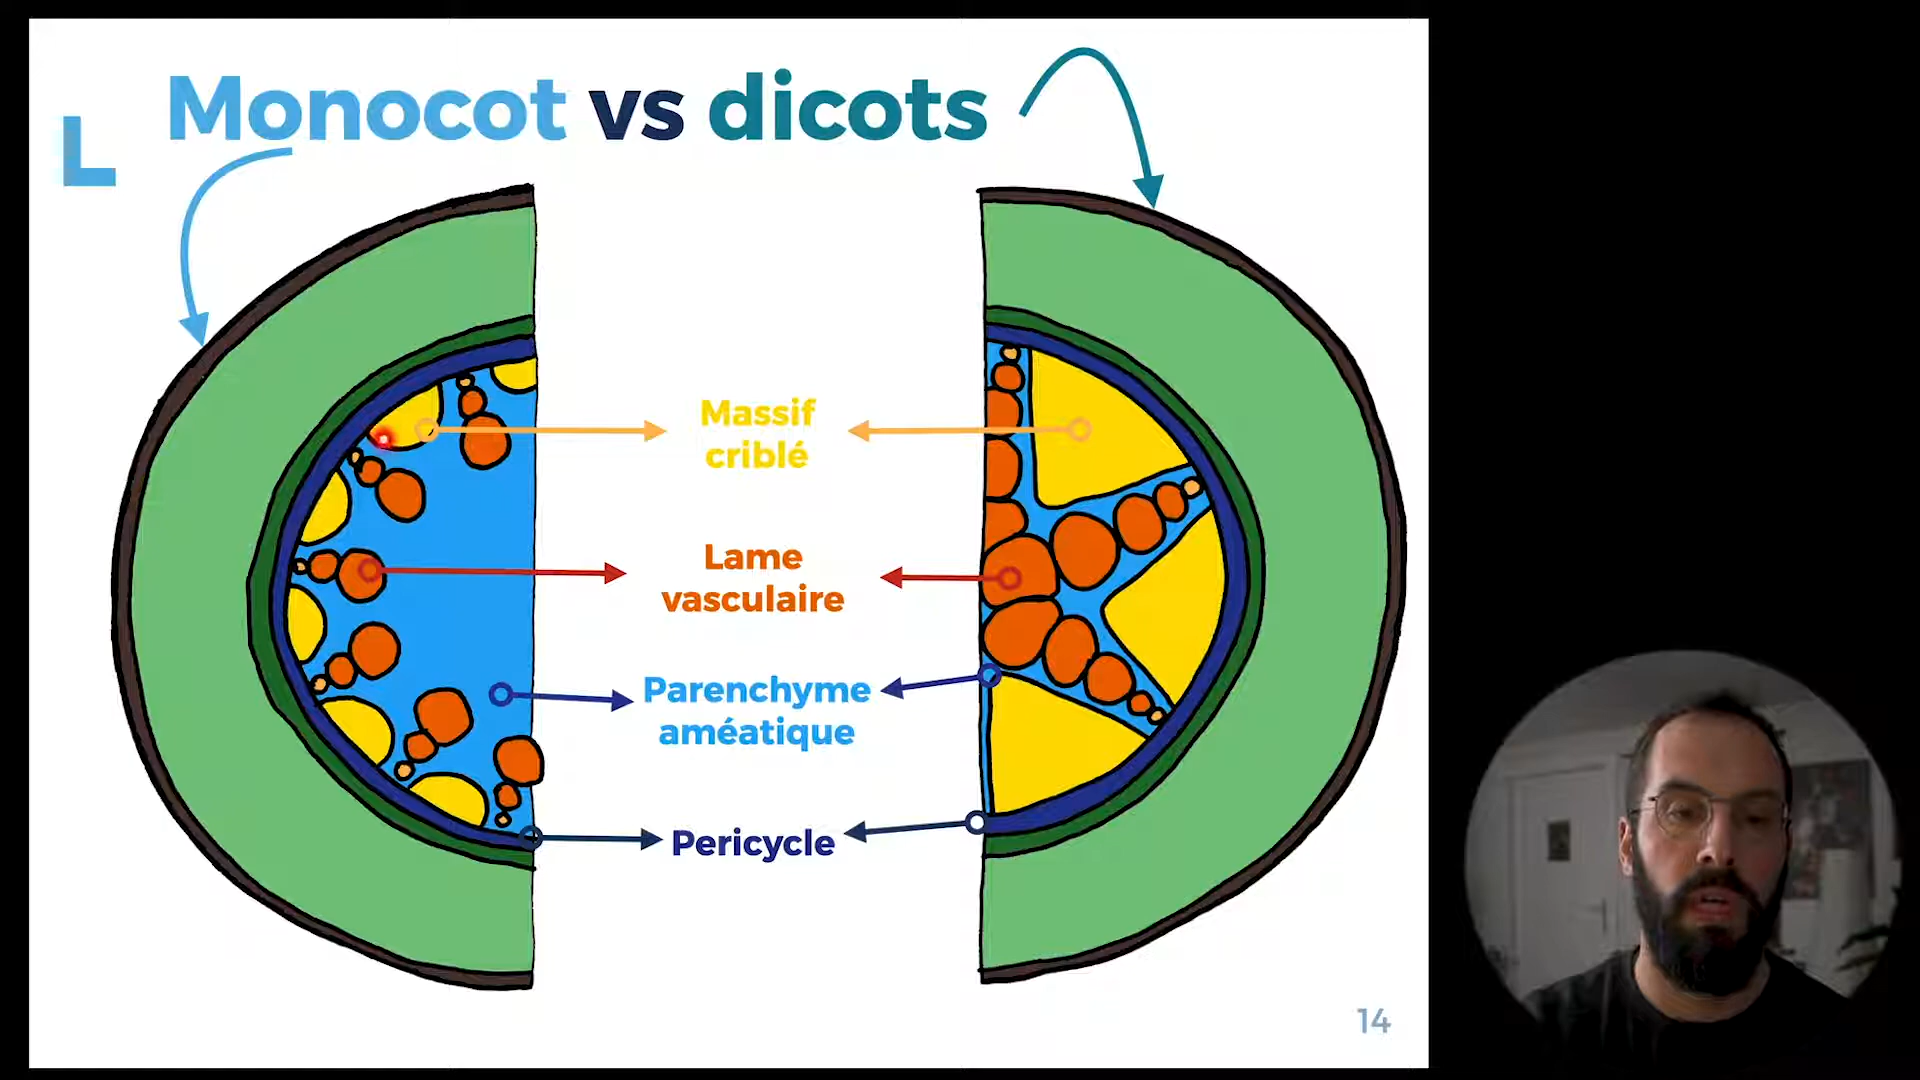 Monocot vs dicots
L
Massif
criblé
Lame
vasculaire
Parenchyme
améatique
Pericycle
14